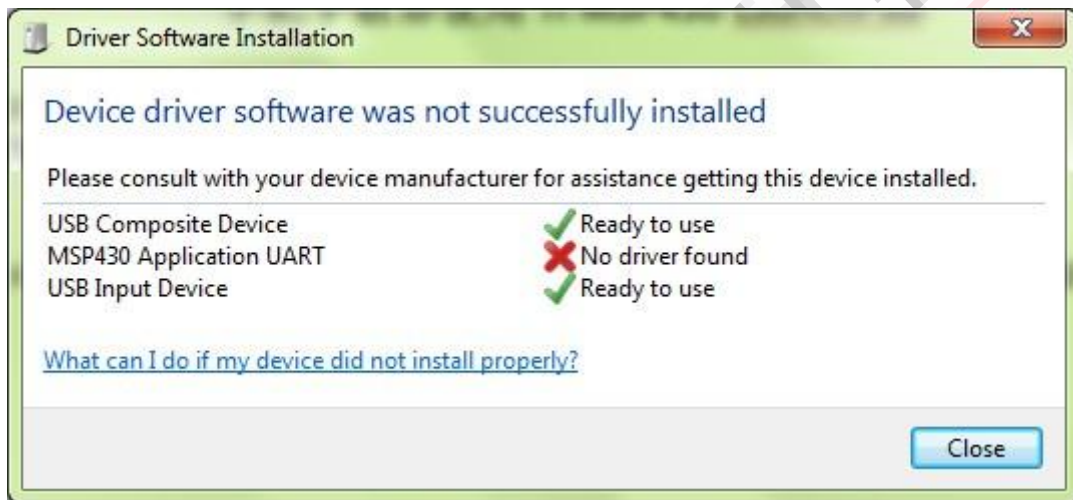 Driver Software Installation
Device driver software was not successfully installed
Please consult with your device manufacturer for assistance getting this device installed.
USB Composite Device Ready to use
MSP430 Application UART No driver found
USB Input Device Ready to use
What can I do if my device did not install properly?
Close